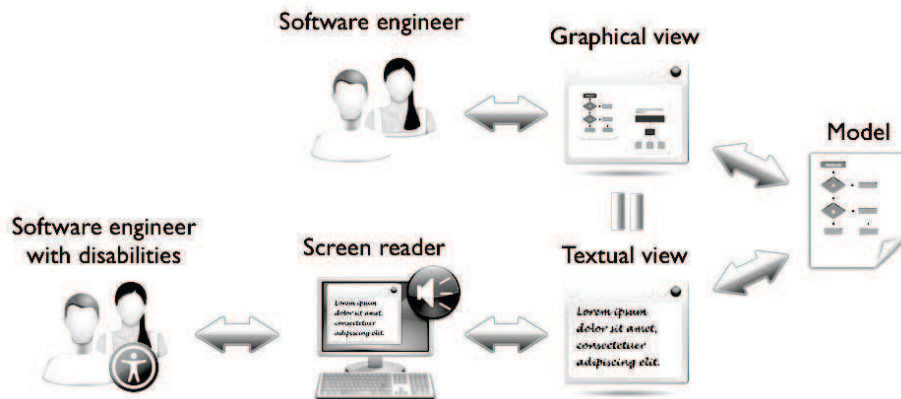 Software engineer
Graphical view
Model
Software engineer
with disabilities
Screen reader
Lorem ipsum
dolor sit amet,
consectetuer
adipiscing elit.
Textual view
Lorem ipsum
dolor sit amet,
consectetuer
adipiscing elit.